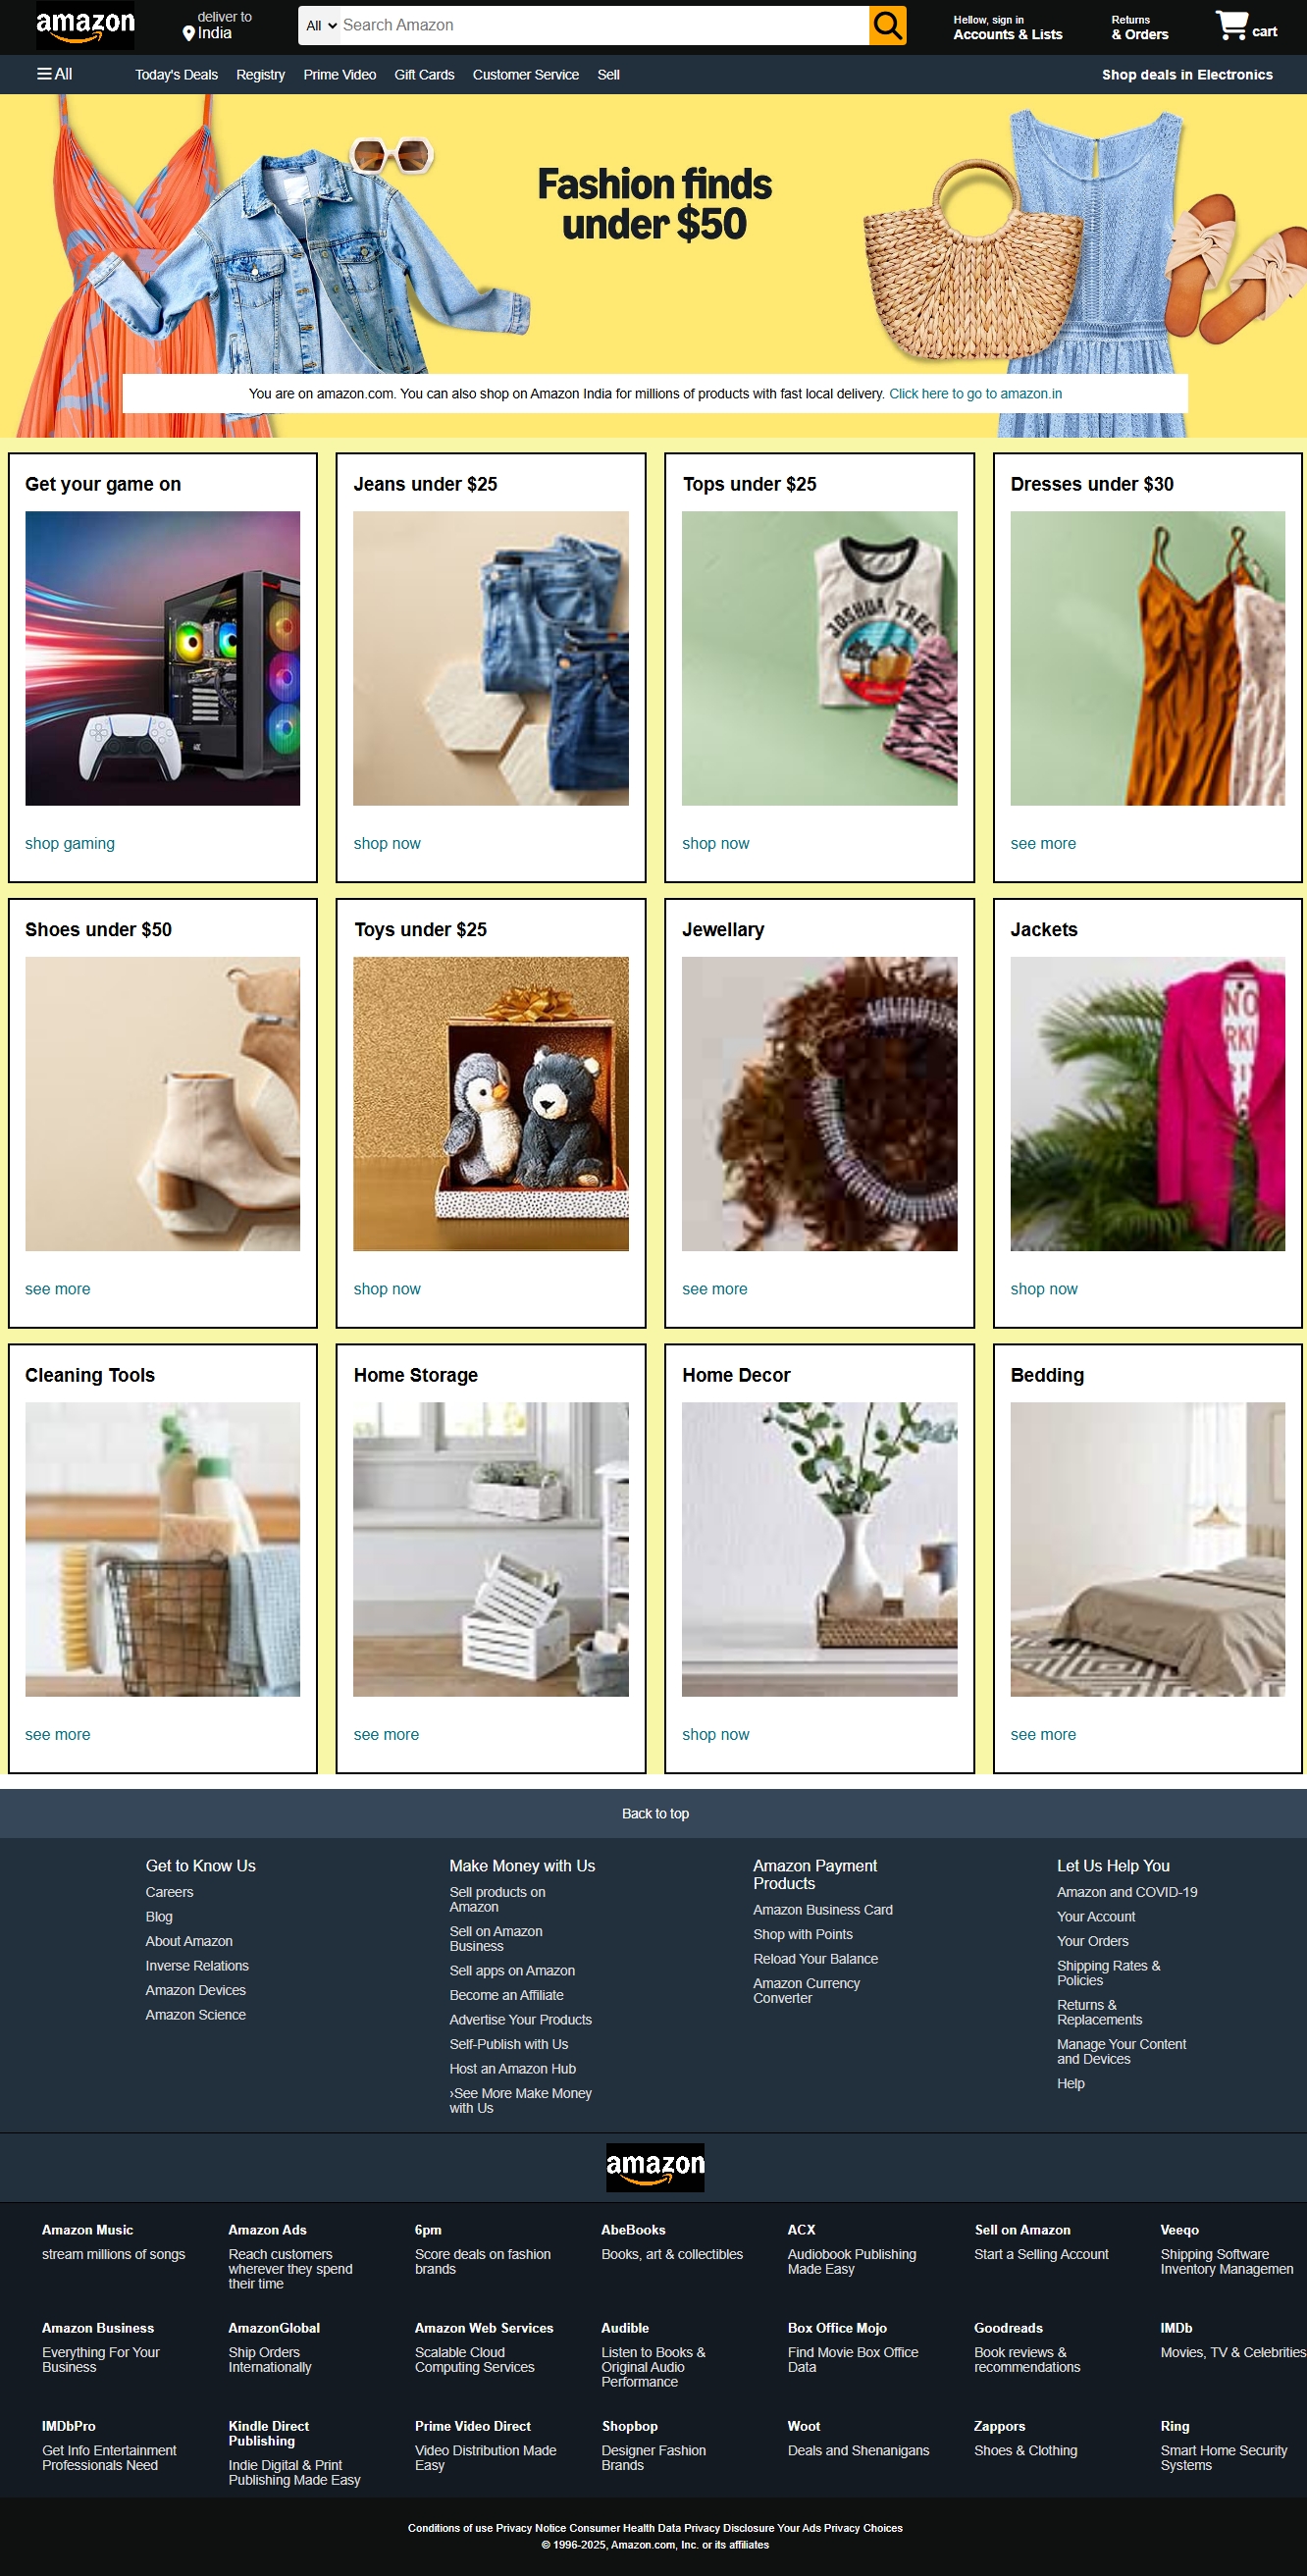 amazon
deliver to
India
All
Search Amazon
Hellow, sign in
Accounts & Lists
Returns
& Orders
cart
All
Today's Deals Registry Prime Video Gift Cards Customer Service Sell
Shop deals in Electronics
Fashion finds
under $50
You are on amazon.com. You can also shop on Amazon India for millions of products with fast local delivery. Click here to go to amazon.in
Get your game on
shop gaming
Jeans under $25
shop now
Tops under $25
JOSHUA TREE
shop now
Dresses under $30
see more
Shoes under $50
see more
Toys under $25
shop now
Jewellary
see more
Jackets
NO
shop now
Cleaning Tools
see more
Home Storage
see more
Home Decor
shop now
Bedding
see more
Back to top
Get to Know Us
Careers
Blog
About Amazon
Inverse Relations
Amazon Devices
Amazon Science
Make Money with Us
Sell products on
Amazon
Sell on Amazon
Business
Sell apps on Amazon
Become an Affiliate
Advertise Your Products
Self-Publish with Us
Host an Amazon Hub
›See More Make Money
with Us
Amazon Payment
Products
Amazon Business Card
Shop with Points
Reload Your Balance
Amazon Currency
Converter
Let Us Help You
Amazon and COVID-19
Your Account
Your Orders
Shipping Rates &
Policies
Returns &
Replacements
Manage Your Content
and Devices
Help
amazon
Amazon Music
stream millions of songs
Amazon Ads
Reach customers
wherever they spend
their time
6pm
Score deals on fashion
brands
AbeBooks
Books, art & collectibles
ACX
Audiobook Publishing
Made Easy
Sell on Amazon
Start a Selling Account
Veeqo
Shipping Software
Inventory Managemen
Amazon Business
Everything For Your
Business
AmazonGlobal
Ship Orders
Internationally
Amazon Web Services
Scalable Cloud
Computing Services
Audible
Listen to Books &
Original Audio
Performance
Box Office Mojo
Find Movie Box Office
Data
Goodreads
Book reviews &
recommendations
IMDb
Movies, TV & Celebrities
IMDbPro
Get Info Entertainment
Professionals Need
Kindle Direct
Publishing
Indie Digital & Print
Publishing Made Easy
Prime Video Direct
Video Distribution Made
Easy
Shopbop
Designer Fashion
Brands
Woot
Deals and Shenanigans
Zappors
Shoes & Clothing
Ring
Smart Home Security
Systems
Conditions of use Privacy Notice Consumer Health Data Privacy Disclosure Your Ads Privacy Choices
© 1996-2025, Amazon.com, Inc. or its affiliates